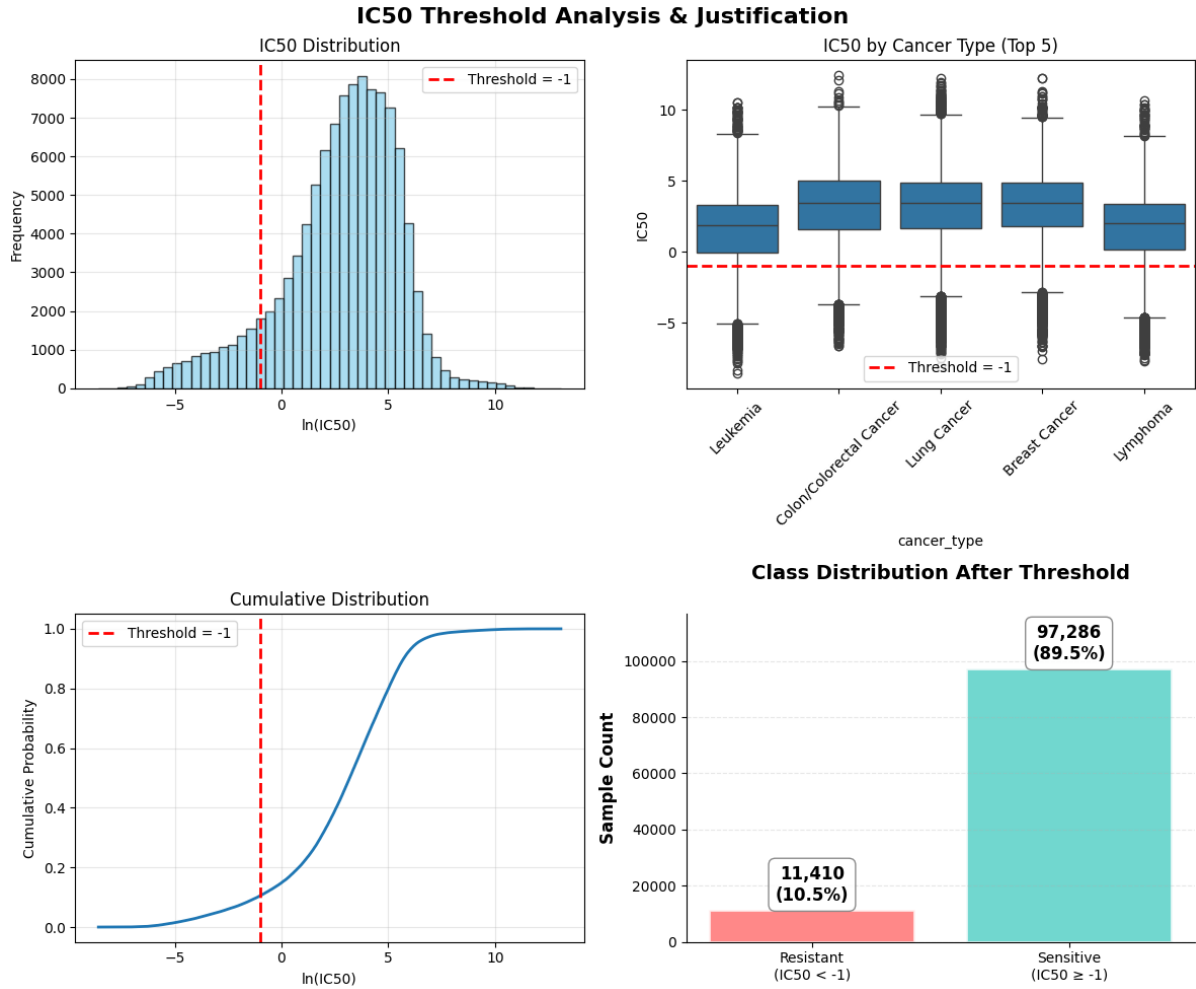 IC50 Threshold Analysis & Justification
IC50 Distribution
Threshold = -1
8000
7000
6000
5000
4000
3000
2000
1000
0
Frequency
−5
0
5
10
ln(IC50)
IC50 by Cancer Type (Top 5)
10
5
0
−5
IC50
Threshold = -1
Leukemia
Colon/Colorectal Cancer
Lung Cancer
Breast Cancer
Lymphoma
cancer_type
Cumulative Distribution
Threshold = -1
1.0
0.8
0.6
0.4
0.2
0.0
Cumulative Probability
−5
0
5
10
ln(IC50)
Class Distribution After Threshold
97,286
(89.5%)
11,410
(10.5%)
100000
80000
60000
40000
20000
0
Sample Count
Resistant
(IC50 < -1)
Sensitive
(IC50 ≥ -1)